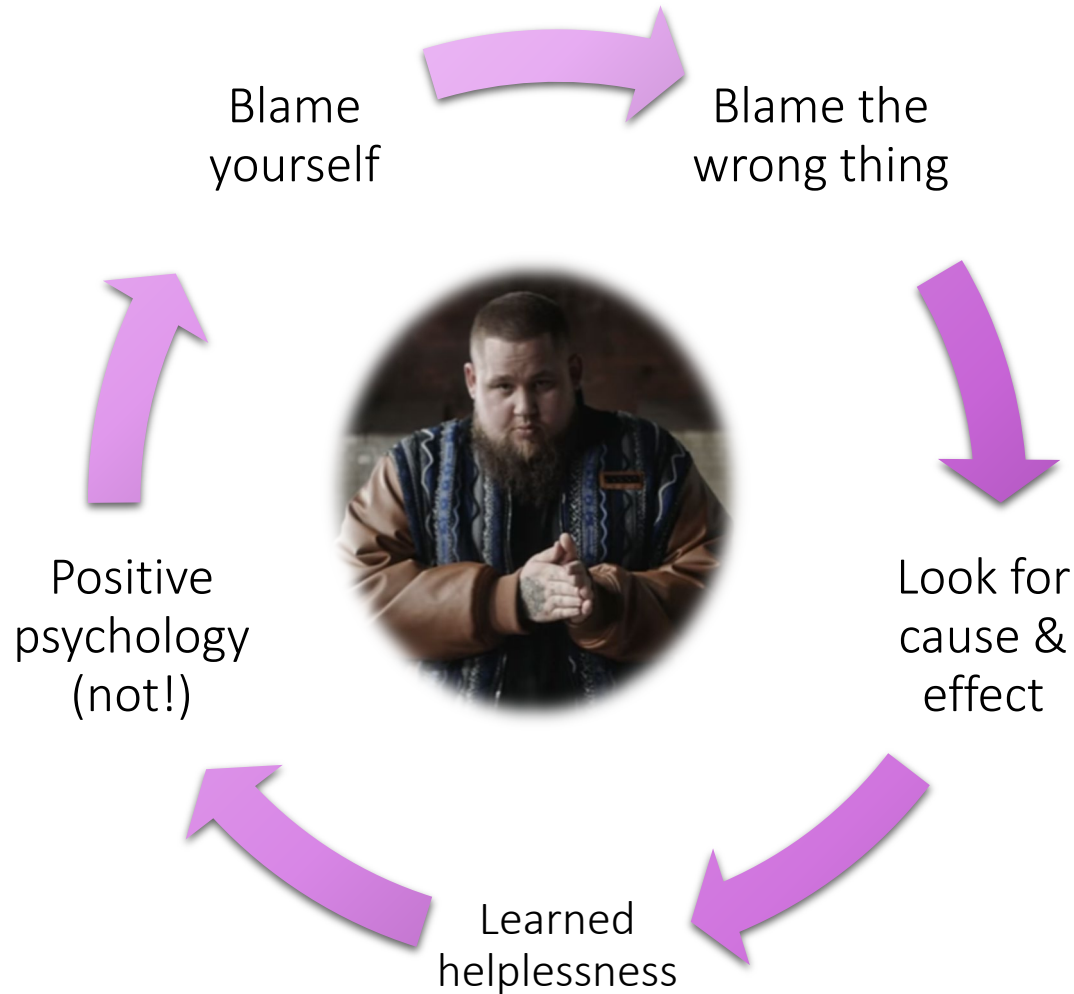 Blame
yourself
Blame the
wrong thing
Look for
cause &
effect
Learned
helplessness
Positive
psychology
(not!)